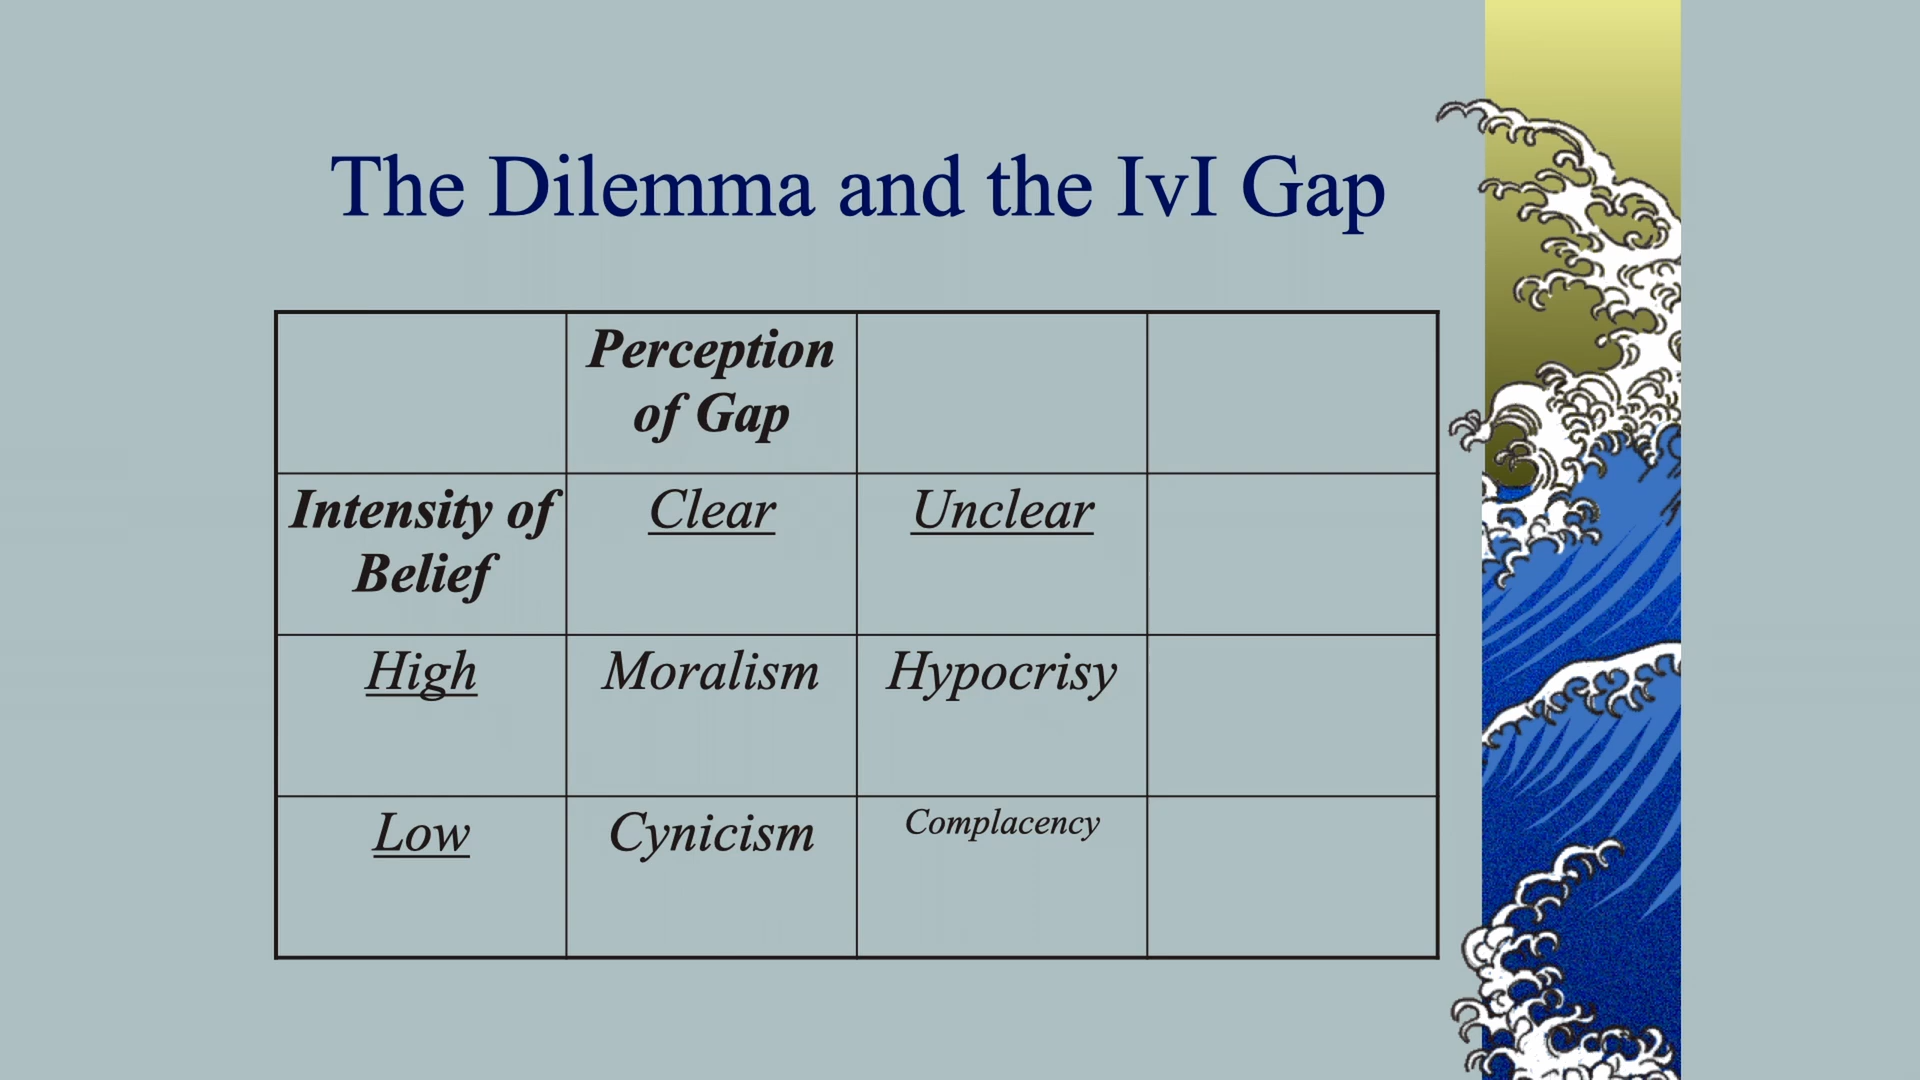 The Dilemma and the IvI Gap
Perception
of Gap
Intensity of
Belief
Clear
Unclear
High
Moralism
Hypocrisy
Low
Cynicism
Complacency